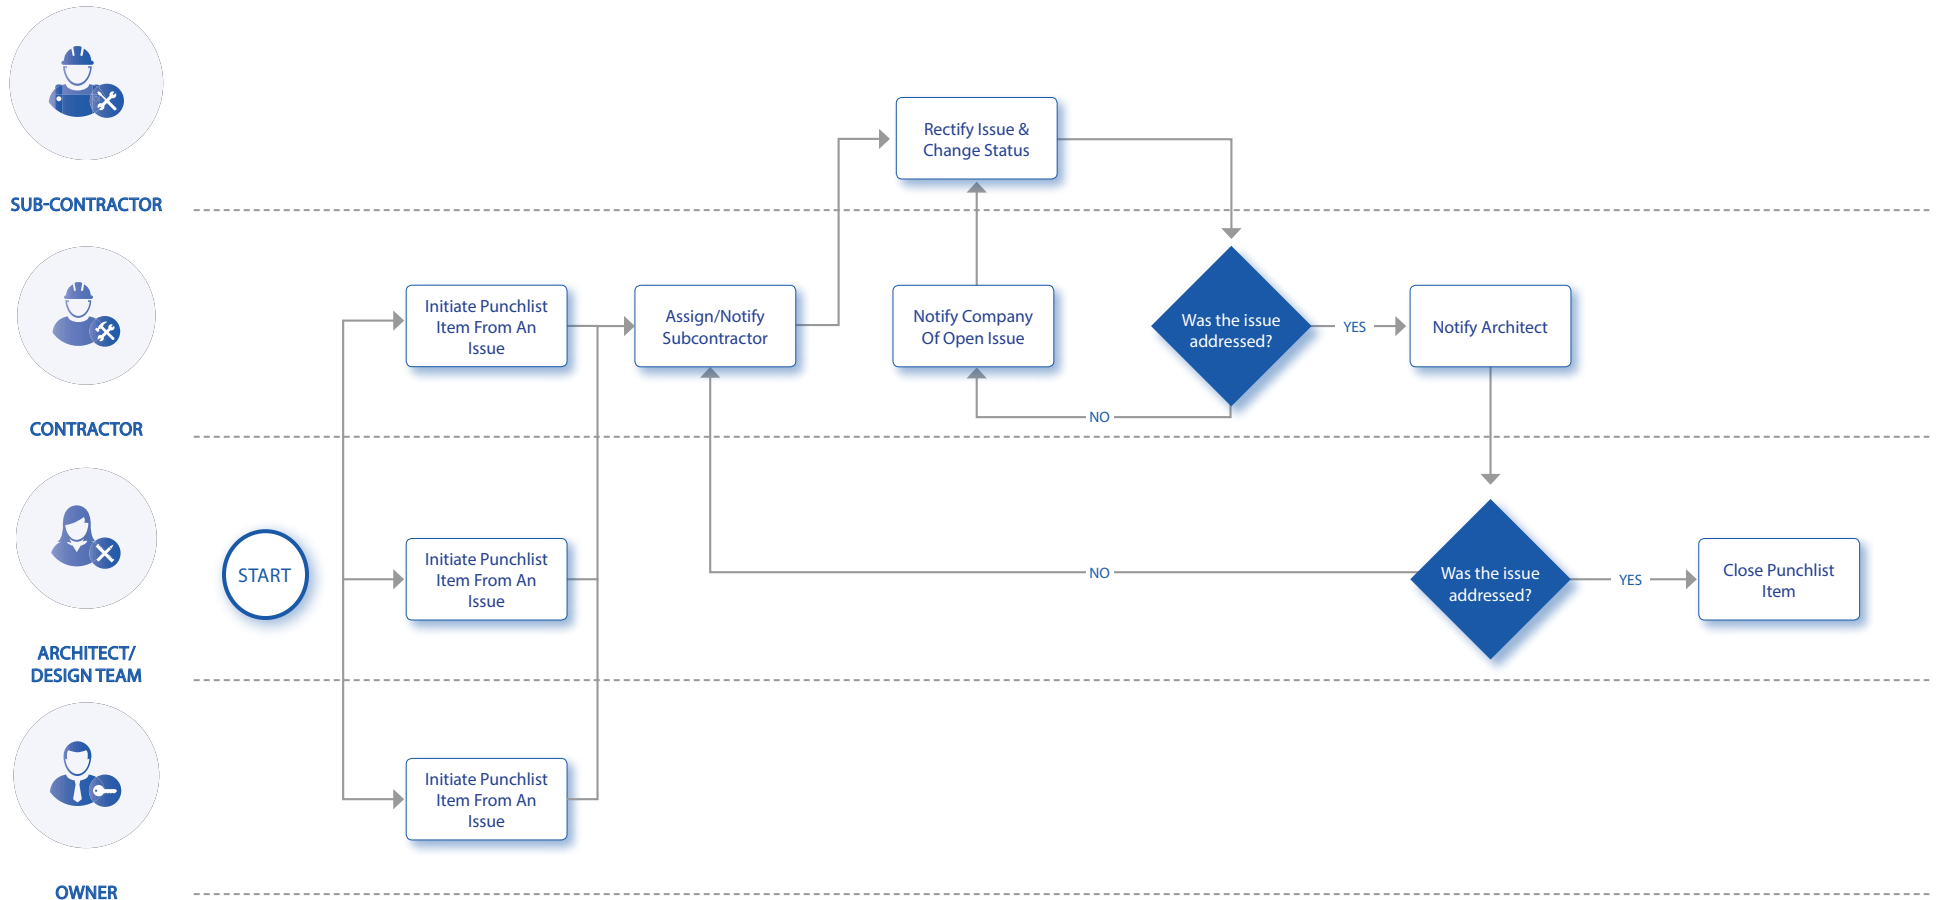 Rectify Issue &
Change Status
SUB-CONTRACTOR
Initiate Punchlist
Item From An
Issue
Assign/Notify
Subcontractor
Notify Company
Of Open Issue
Was the issue
addressed?
YES
Notify Architect
NO
CONTRACTOR
START
Initiate Punchlist
Item From An
Issue
NO
Was the issue
addressed?
YES
Close Punchlist
Item
ARCHITECT/
DESIGN TEAM
Initiate Punchlist
Item From An
Issue
OWNER